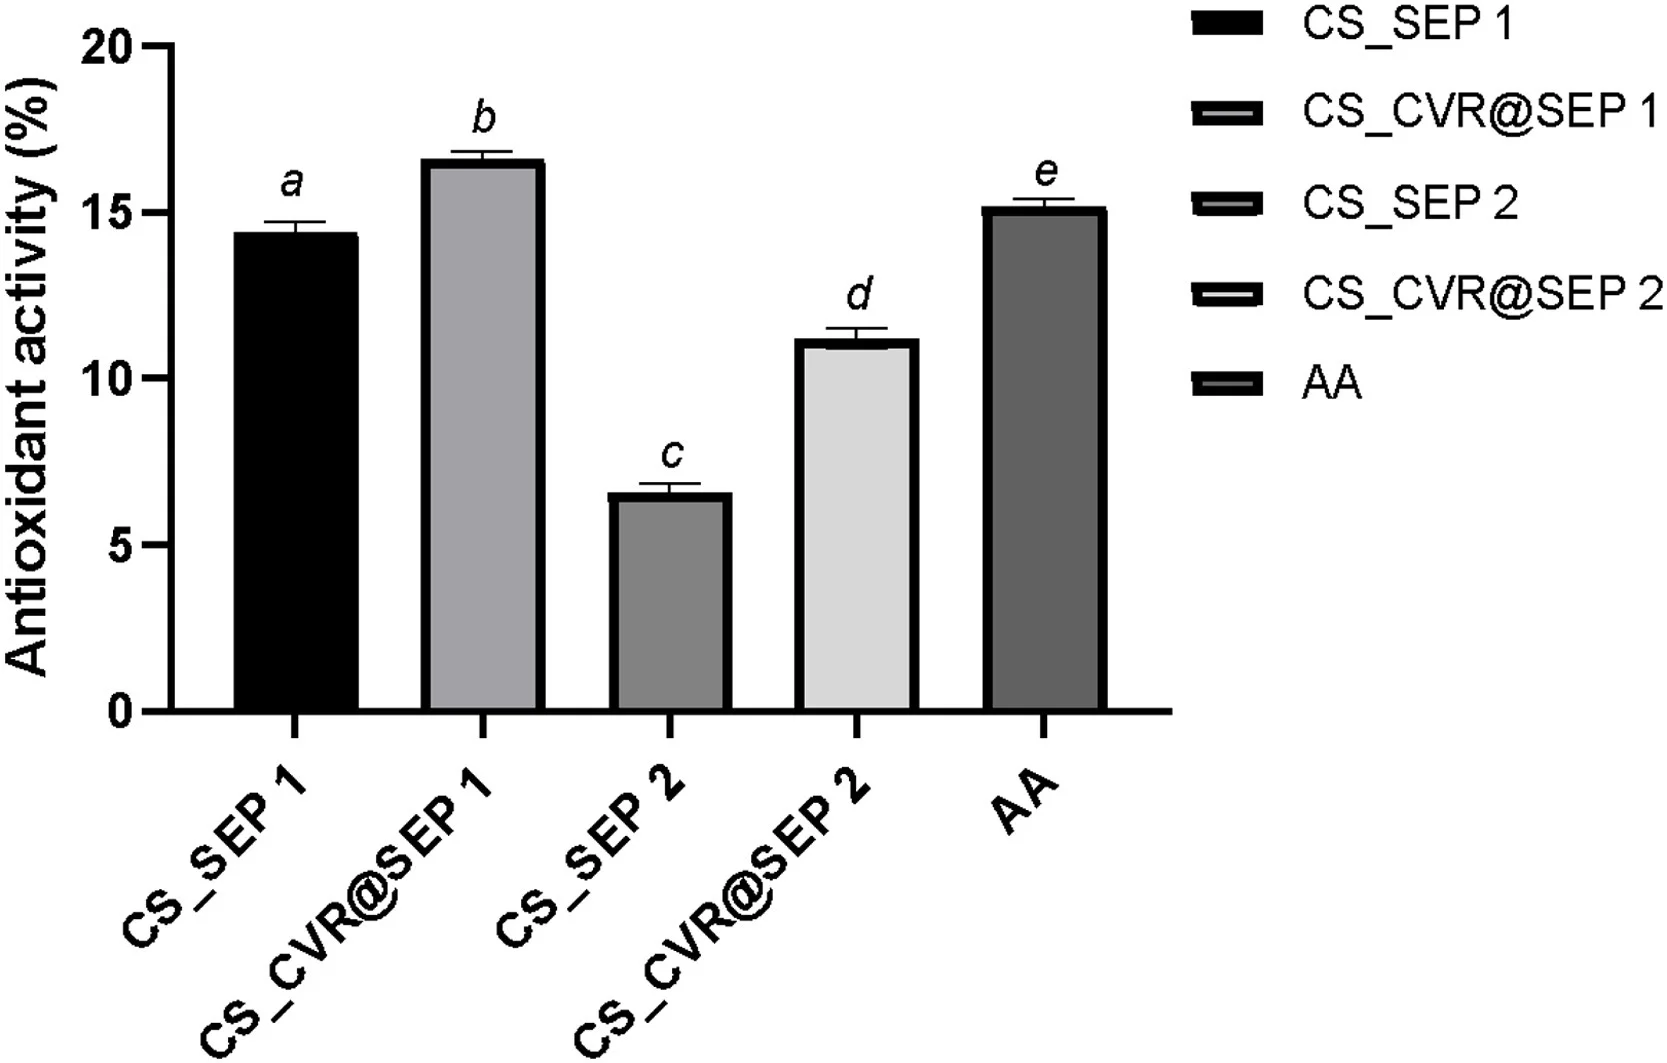 Antioxidant activity (%)
20
15
10
5
0
a
b
c
d
e
CS_SEP 1
CS_CVR@SEP 1
CS_SEP 2
CS_CVR@SEP 2
AA
CS_SEP 1
CS_CVR@SEP 1
CS_SEP 2
CS_CVR@SEP 2
AA